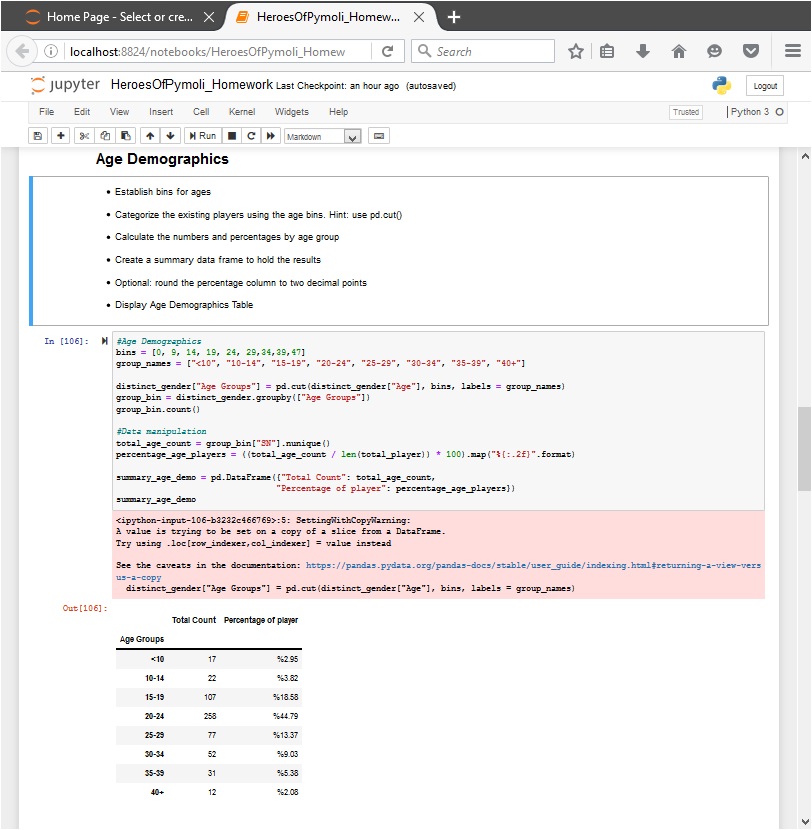 Home Page - Select or cre...
HeroesOfPymoli_Homew...
localhost:8824/notebooks/HeroesOfPymoli_Homew
Search
jupyter HeroesOfPymoli_Homework Last Checkpoint: an hour ago (autosaved)
Logout
File Edit View Insert Cell Kernel Widgets Help
Trusted
Python 3
Run
Markdown
Age Demographics
• Establish bins for ages
• Categorize the existing players using the age bins. Hint: use pd.cut()
• Calculate the numbers and percentages by age group
• Create a summary data frame to hold the results
• Optional: round the percentage column to two decimal points
• Display Age Demographics Table
In [106]:
#Age Demographics
bins = [0, 9, 14, 19, 24, 29,34,39,47]
group_names = ["<10", "10-14", "15-19", "20-24", "25-29", "30-34", "35-39", "40+"]
distinct_gender["Age Groups"] = pd.cut(distinct_gender["Age"], bins, labels = group_names)
group_bin = distinct_gender.groupby(["Age Groups"])
group_bin.count()
#Data manipulation
total_age_count = group_bin["SN"].nunique()
percentage_age_players = ((total_age_count / len(total_player)) * 100).map("%{:.2f}".format)
summary_age_demo = pd.DataFrame({"Total Count": total_age_count,
"Percentage of player": percentage_age_players})
summary_age_demo
<ipython-input-106-b3232c466769>:5: SettingWithCopyWarning:
A value is trying to be set on a copy of a slice from a DataFrame.
Try using .loc[row_indexer,col_indexer] = value instead
See the caveats in the documentation: https://pandas.pydata.org/pandas-docs/stable/user_guide/indexing.html#returning-a-view-vers
us-a-copy
distinct_gender["Age Groups"] = pd.cut(distinct_gender["Age"], bins, labels = group_names)
Out[106]:
Total Count Percentage of player
Age Groups
<10 17 %2.95
10-14 22 %3.82
15-19 107 %18.58
20-24 258 %44.79
25-29 77 %13.37
30-34 52 %9.03
35-39 31 %5.38
40+ 12 %2.08